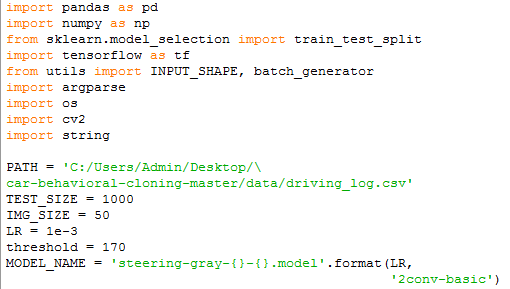 import pandas as pd
import numpy as np
from sklearn.model_selection import train_test_split
import tensorflow as tf
from utils import INPUT_SHAPE, batch_generator
import argparse
import os
import cv2
import string
PATH = 'C:/Users/Admin/Desktop/\
car-behavioral-cloning-master/data/driving_log.csv'
TEST_SIZE = 1000
IMG_SIZE = 50
LR = 1e-3
threshold = 170
MODEL_NAME = 'steering-gray-{}-{}.model'.format(LR,
'2conv-basic')